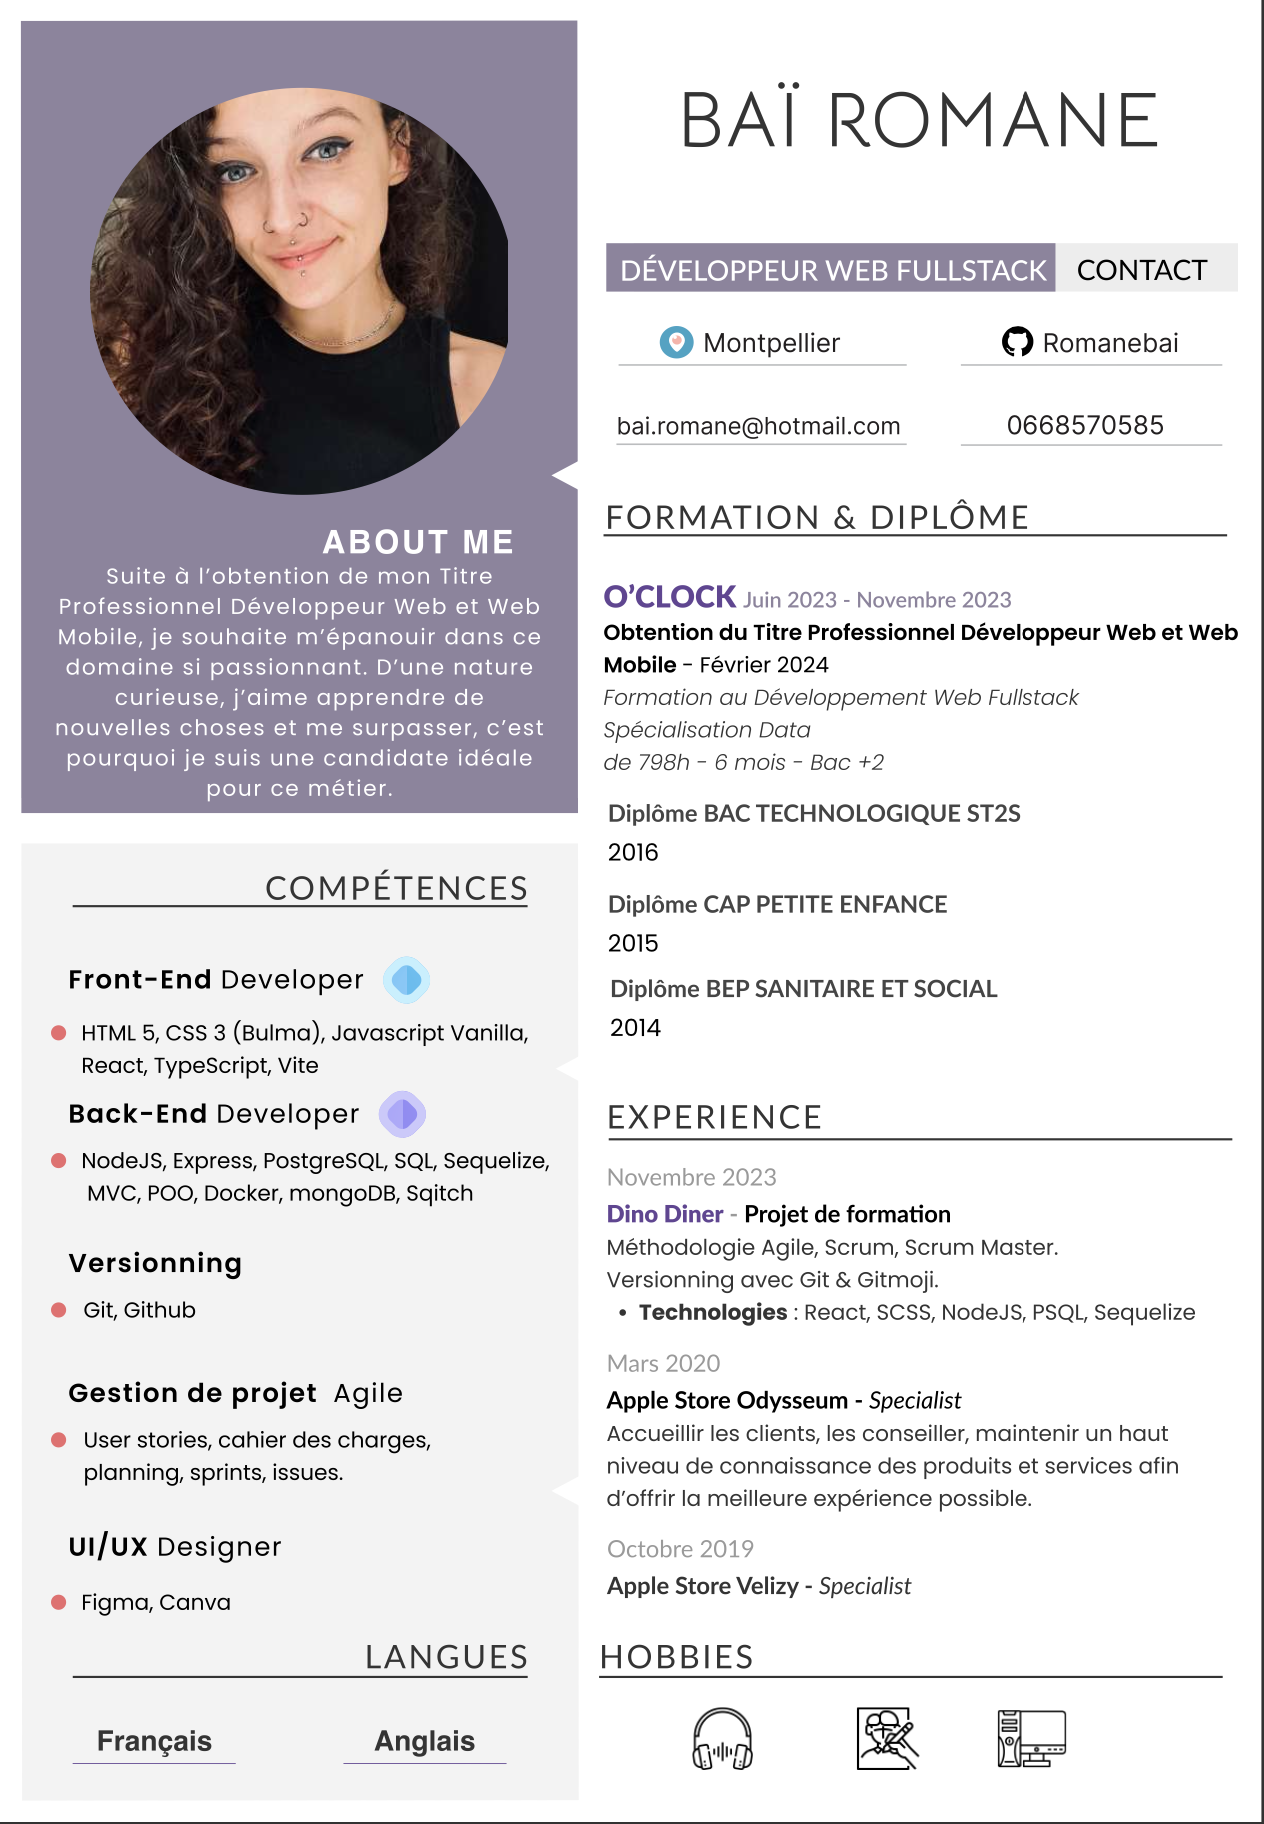 BAÏ ROMANE
DÉVELOPPEUR WEB FULLSTACK
CONTACT
Montpellier
Romanebai
bai.romane@hotmail.com
0668570585
ABOUT ME
Suite à l’obtention de mon Titre
Professionnel Développeur Web et Web
Mobile, je souhaite m’épanouir dans ce
domaine si passionnant. D’une nature
curieuse, j’aime apprendre de
nouvelles choses et me surpasser, c’est
pourquoi je suis une candidate idéale
pour ce métier.
COMPÉTENCES
Front-End Developer
HTML 5, CSS 3 (Bulma), Javascript Vanilla,
React, TypeScript, Vite
Back-End Developer
NodeJS, Express, PostgreSQL, SQL, Sequelize,
MVC, POO, Docker, mongoDB, Sqitch
Versionning
Git, Github
Gestion de projet Agile
User stories, cahier des charges,
planning, sprints, issues.
UI/UX Designer
Figma, Canva
LANGUES
Français
Anglais
FORMATION & DIPLÔME
O’CLOCK Juin 2023 - Novembre 2023
Obtention du Titre Professionnel Développeur Web et Web
Mobile - Février 2024
Formation au Développement Web Fullstack
Spécialisation Data
de 798h - 6 mois - Bac +2
Diplôme BAC TECHNOLOGIQUE ST2S
2016
Diplôme CAP PETITE ENFANCE
2015
Diplôme BEP SANITAIRE ET SOCIAL
2014
EXPERIENCE
Novembre 2023
Dino Diner - Projet de formation
Méthodologie Agile, Scrum, Scrum Master.
Versionning avec Git & Gitmoji.
• Technologies : React, SCSS, NodeJS, PSQL, Sequelize
Mars 2020
Apple Store Odysseum - Specialist
Accueillir les clients, les conseiller, maintenir un haut
niveau de connaissance des produits et services afin
d’offrir la meilleure expérience possible.
Octobre 2019
Apple Store Velizy - Specialist
HOBBIES